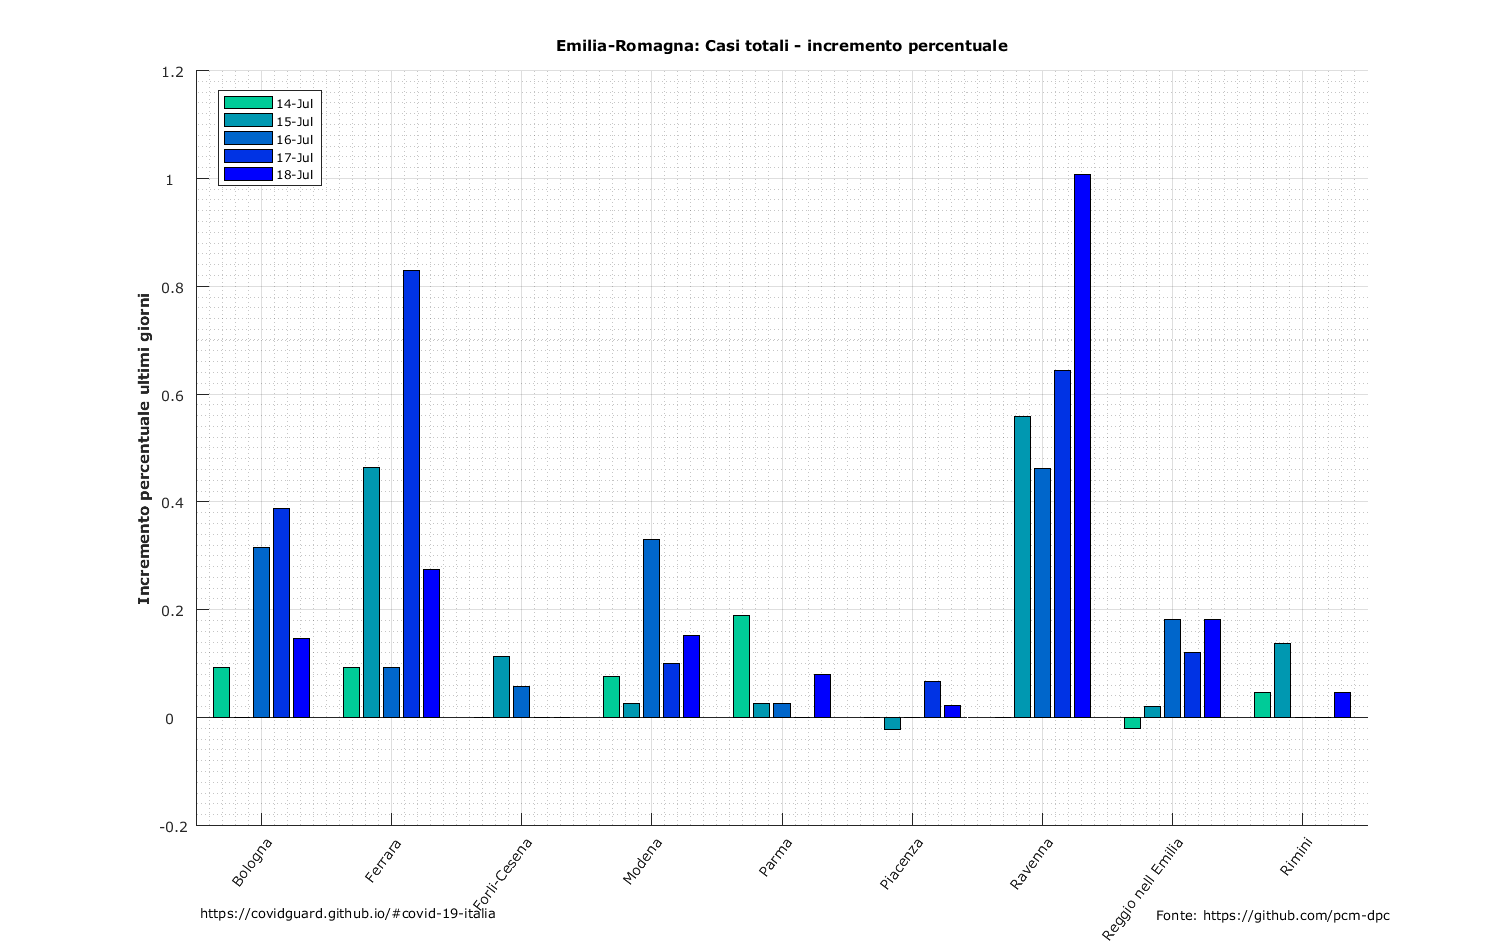 Emilia-Romagna: Casi totali - incremento percentuale
Incremento percentuale ultimi giorni
1.2
1
0.8
0.6
0.4
0.2
0
-0.2
14-Jul
15-Jul
16-Jul
17-Jul
18-Jul
Bologna
Ferrara
Forlì-Cesena
Modena
Parma
Piacenza
Ravenna
Reggio nell Emilia
Rimini
https://covidguard.github.io/#covid-19-italia
Fonte: https://github.com/pcm-dpc